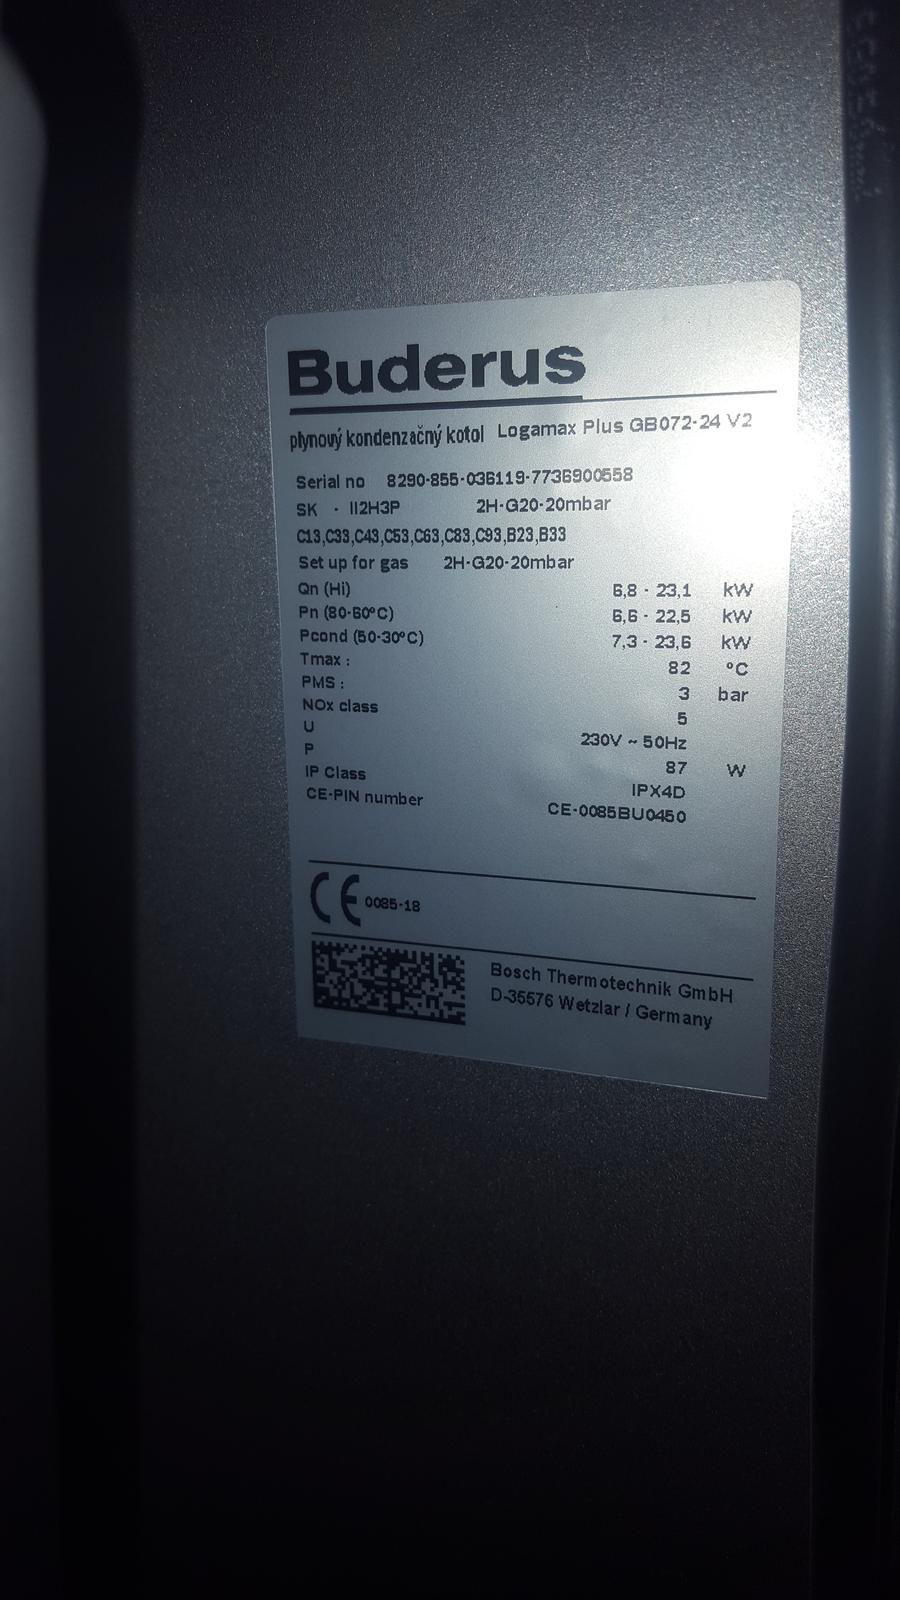 Buderus
plynový kondenzačný kotol Logamax Plus GB072-24 V2
Serial no 8290-855-036119-7736900558
SK - II2H3P 2H-G20-20mbar
C13,C33,C43,C53,C63,C83,C93,B23,B33
Set up for gas 2H-G20-20mbar
Qn (Hi) 6,8 - 23,1 kW
Pn (80-60°C) 6,6 - 22,5 kW
Pcond (50-30°C) 7,3 - 23,6 kW
Tmax : 82 °C
PMS : 3 bar
NOx class 5
U 230V ~ 50Hz
P 87 W
IP Class IPX4D
CE-PIN number CE-0085BU0450
CE 0085-18
Bosch Thermotechnik GmbH
D-35576 Wetzlar / Germany